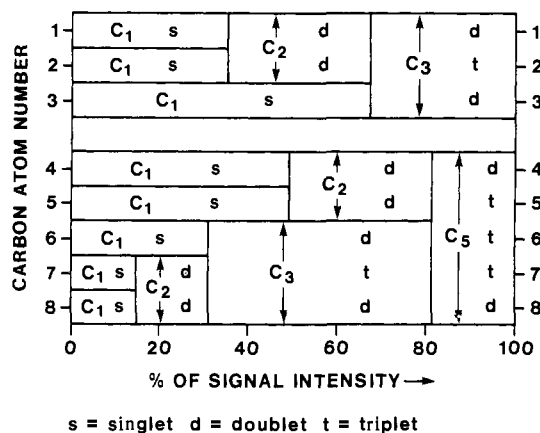 CARBON ATOM NUMBER
1 C1 s C2 d C3 d 1
2 C1 s d t 2
3 C1 s d 3
4 C1 s C2 d C5 d 4
5 C1 s d t 5
6 C1 s C3 d t 6
7 C1 s C2 d t t 7
8 C1 s d d d 8
0 20 40 60 80 100
% OF SIGNAL INTENSITY→
s = singlet d = doublet t = triplet